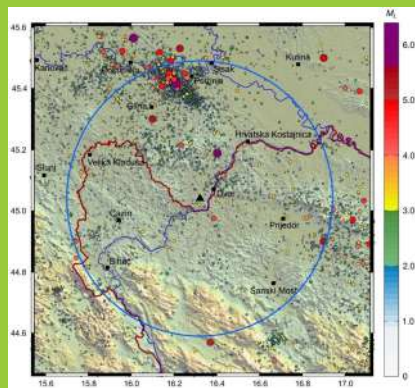 M_L
45.6
45.4
45.2
45.0
44.8
44.6
15.6
15.8
16.0
16.2
16.4
16.6
16.8
17.0
6.0
5.0
4.0
3.0
2.0
1.0
0
Karlovac
Sisak
Kutina
Petrinja
Glina
Hrvatska Kostajnica
Velika Kladuša
Slunj
Dvor
Cazin
Prijedor
Bihać
Sanski Most